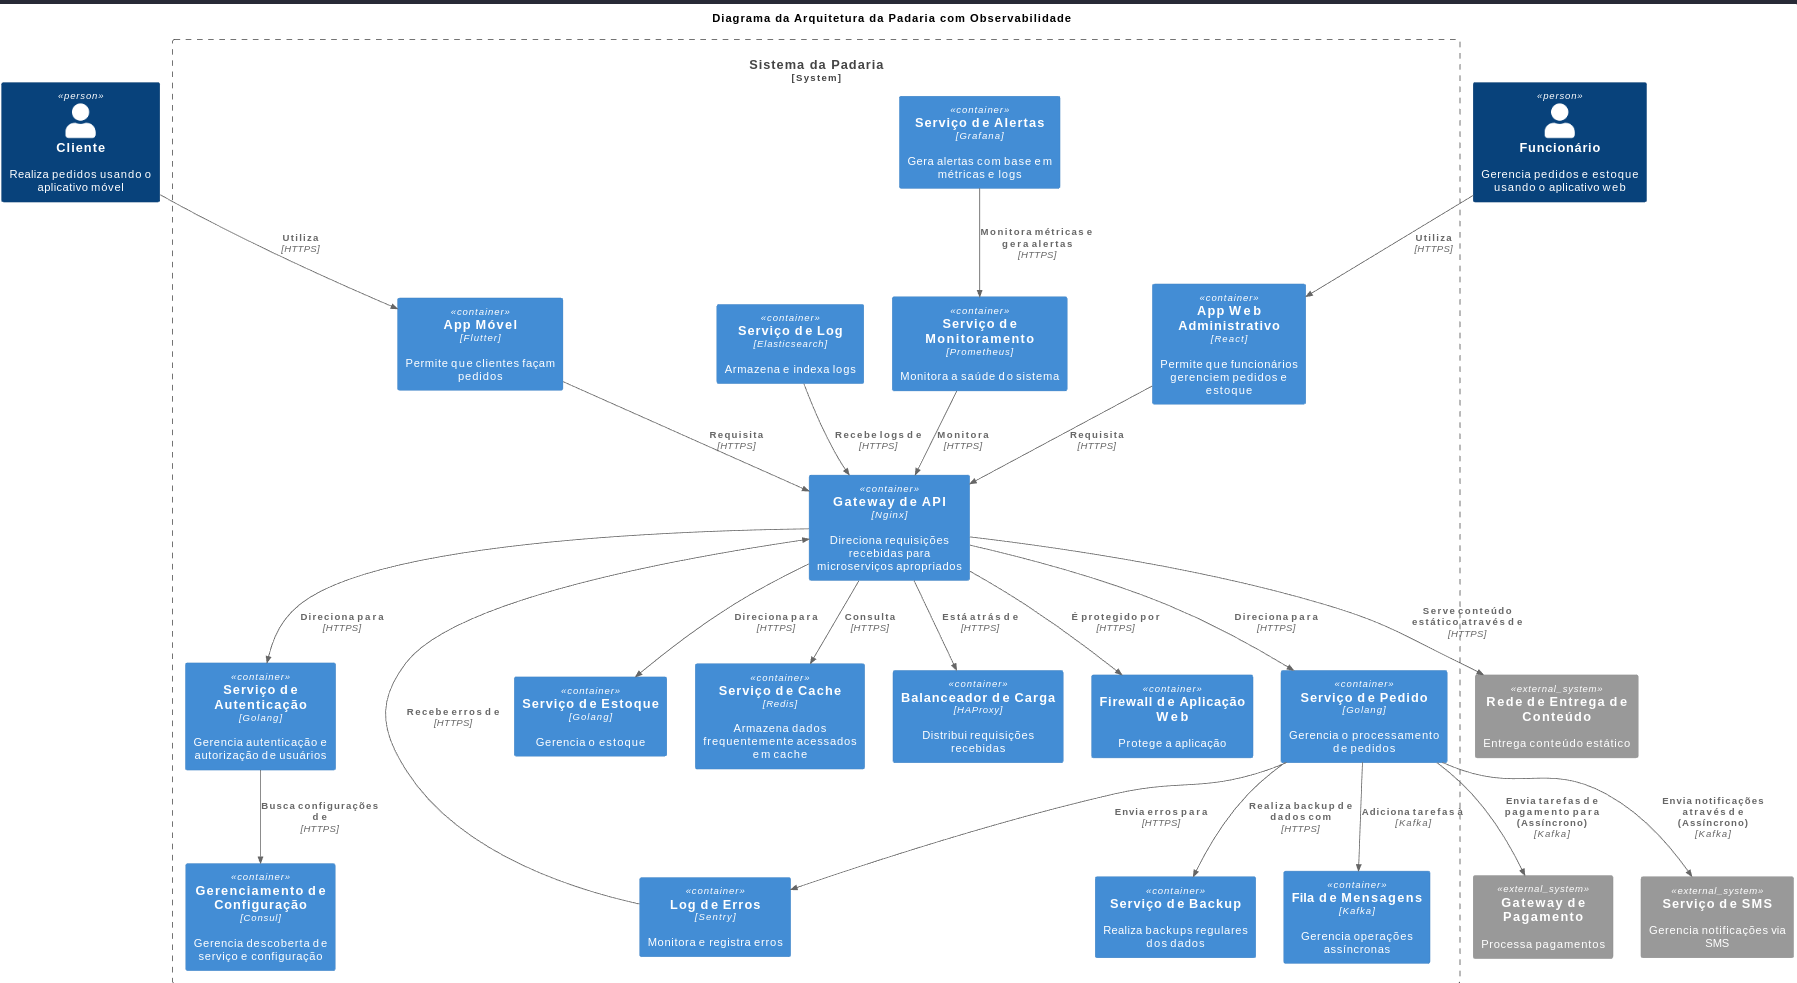 Diagrama da Arquitetura da Padaria com Observabilidade
Sistema da Padaria
[System]
«person»
Cliente
Realiza pedidos usando o
aplicativo móvel
«container»
Serviço de Alertas
[Grafana]
Gera alertas com base em
métricas e logs
«person»
Funcionário
Gerencia pedidos e estoque
usando o aplicativo web
Utiliza
[HTTPS]
Monitora métricas e
gera alertas
[HTTPS]
Utiliza
[HTTPS]
«container»
App Móvel
[Flutter]
Permite que clientes façam
pedidos
«container»
Serviço de Log
[Elasticsearch]
Armazena e indexa logs
«container»
Serviço de
Monitoramento
[Prometheus]
Monitora a saúde do sistema
«container»
App Web
Administrativo
[React]
Permite que funcionários
gerenciem pedidos e
estoque
Requisita
[HTTPS]
Recebe logs de
[HTTPS]
Monitora
[HTTPS]
Requisita
[HTTPS]
«container»
Gateway de API
[Nginx]
Direciona requisições
recebidas para
microserviços apropriados
Direciona para
[HTTPS]
Direciona para
[HTTPS]
Consulta
[HTTPS]
Está atrás de
[HTTPS]
É protegido por
[HTTPS]
Direciona para
[HTTPS]
Serve conteúdo
estático através de
[HTTPS]
«container»
Serviço de
Autenticação
[Golang]
Gerencia autenticação e
autorização de usuários
Recebe erros de
[HTTPS]
«container»
Serviço de Estoque
[Golang]
Gerencia o estoque
«container»
Serviço de Cache
[Redis]
Armazena dados
frequentemente acessados
em cache
«container»
Balanceador de Carga
[HAProxy]
Distribui requisições
recebidas
«container»
Firewall de Aplicação
Web
Protege a aplicação
«container»
Serviço de Pedido
[Golang]
Gerencia o processamento
de pedidos
«external_system»
Rede de Entrega de
Conteúdo
Entrega conteúdo estático
Busca configurações
de
[HTTPS]
Envia erros para
[HTTPS]
Realiza backup de
dados com
[HTTPS]
Adiciona tarefas a
[Kafka]
Envia tarefas de
pagamento para
(Assíncrono)
[Kafka]
Envia notificações
através de
(Assíncrono)
[Kafka]
«container»
Gerenciamento de
Configuração
[Consul]
Gerencia descoberta de
serviço e configuração
«container»
Log de Erros
[Sentry]
Monitora e registra erros
«container»
Serviço de Backup
Realiza backups regulares
dos dados
«container»
Fila de Mensagens
[Kafka]
Gerencia operações
assíncronas
«external_system»
Gateway de
Pagamento
Processa pagamentos
«external_system»
Serviço de SMS
Gerencia notificações via
SMS